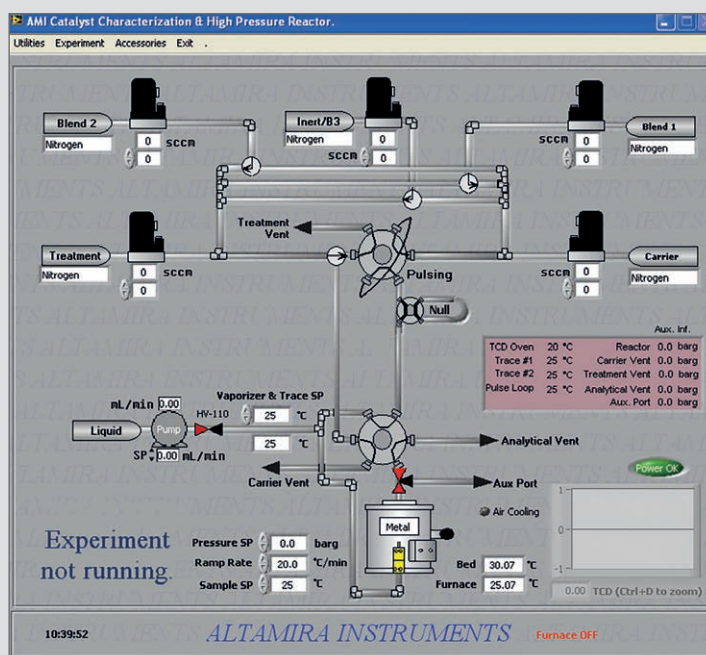 AMI Catalyst Characterization & High Pressure Reactor.
Utilities Experiment Accessories Exit .
Blend 2
Nitrogen
0 sccm
0
Inert/B3
Nitrogen
0
sccm 0
Blend 1
Nitrogen
0
sccm 0
Treatment
Nitrogen
0 sccm
0
Treatment
Vent
Pulsing
Carrier
Nitrogen
0
sccm 0
Null
Aux. Inf.
TCD Oven 20 °C Reactor 0.0 barg
Trace #1 25 °C Carrier Vent 0.0 barg
Trace #2 25 °C Treatment Vent 0.0 barg
Pulse Loop 25 °C Analytical Vent 0.0 barg
Aux. Port 0.0 barg
mL/min 0.00
Liquid
Pump
HV-110
SP 0.00 mL/min
Vaporizer & Trace SP
25 °C
25 °C
Analytical Vent
Carrier Vent
Aux Port
Power OK
Air Cooling
Metal
Experiment
not running.
Pressure SP 0.0 barg
Ramp Rate 20.0 °C/min
Sample SP 25 °C
Bed 30.07 °C
Furnace 25.07 °C
1
0
-1
0.00 TCD (Ctrl+D to zoom)
10:39:52 ALTAMIRA INSTRUMENTS Furnace OFF